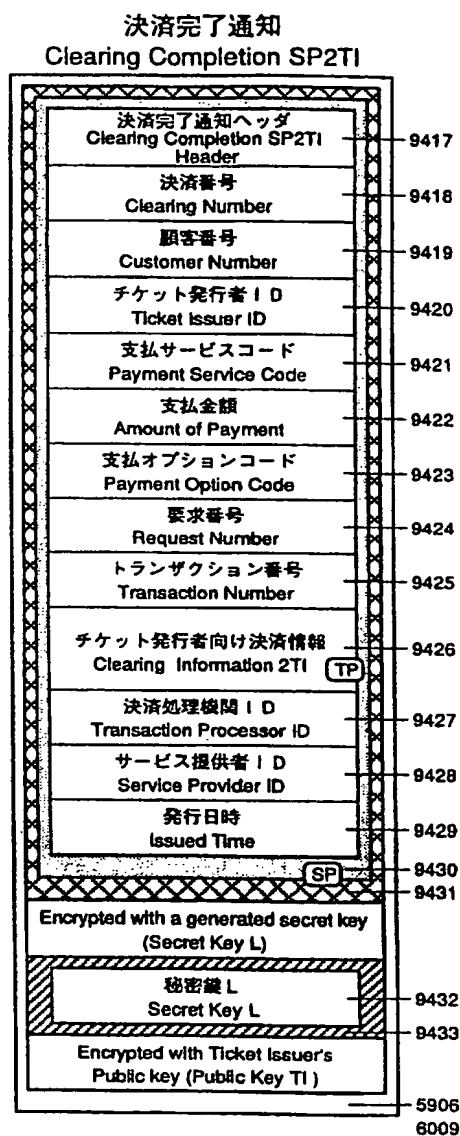 決済完了通知
Clearing Completion SP2TI
決済完了通知ヘッダ
Clearing Completion SP2TI
Header
9417
決済番号
Clearing Number
9418
顧客番号
Customer Number
9419
チケット発行者ID
Ticket Issuer ID
9420
支払サービスコード
Payment Service Code
9421
支払金額
Amount of Payment
9422
支払オプションコード
Payment Option Code
9423
要求番号
Request Number
9424
トランザクション番号
Transaction Number
9425
チケット発行者向け決済情報
Clearing Information 2TI
TP
9426
決済処理機関ID
Transaction Processor ID
9427
サービス提供者ID
Service Provider ID
9428
発行日時
Issued Time
9429
SP
9430
9431
Encrypted with a generated secret key
(Secret Key L)
秘密鍵L
Secret Key L
9432
9433
Encrypted with Ticket Issuer's
Public key (Public Key TI )
5906
6009